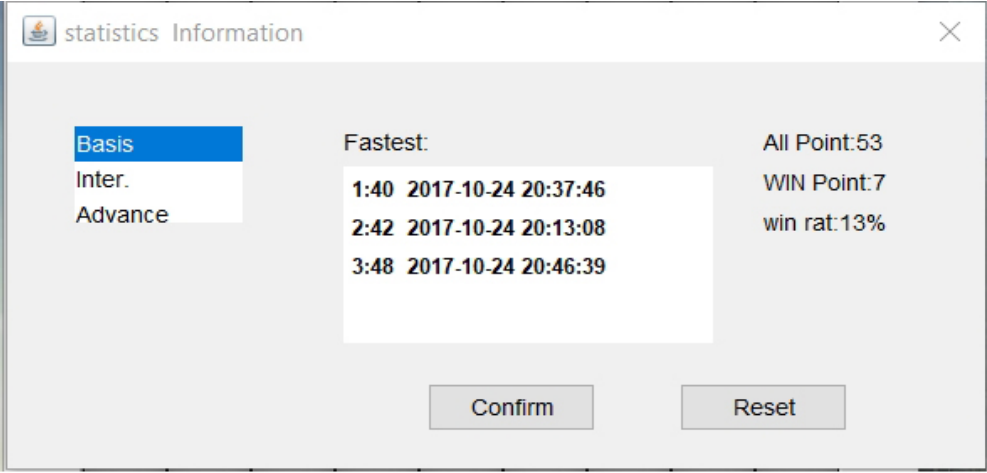 statistics Information
Basis
Inter.
Advance
Fastest:
1:40 2017-10-24 20:37:46
2:42 2017-10-24 20:13:08
3:48 2017-10-24 20:46:39
All Point:53
WIN Point:7
win rat:13%
Confirm
Reset